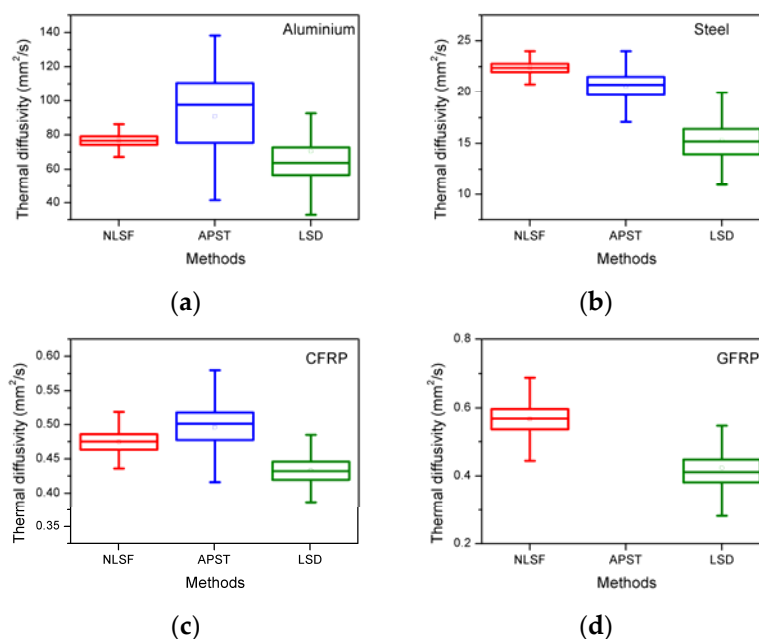 Aluminium
Thermal diffusivity (mm²/s)
140
120
100
80
60
40
NLSF APST LSD
Methods
(a)
Steel
Thermal diffusivity (mm²/s)
25
20
15
10
NLSF APST LSD
Methods
(b)
CFRP
Thermal diffusivity (mm²/s)
0.60
0.55
0.50
0.45
0.40
0.35
NLSF APST LSD
Methods
(c)
GFRP
Thermal diffusivity (mm²/s)
0.8
0.6
0.4
0.2
NLSF APST LSD
Methods
(d)